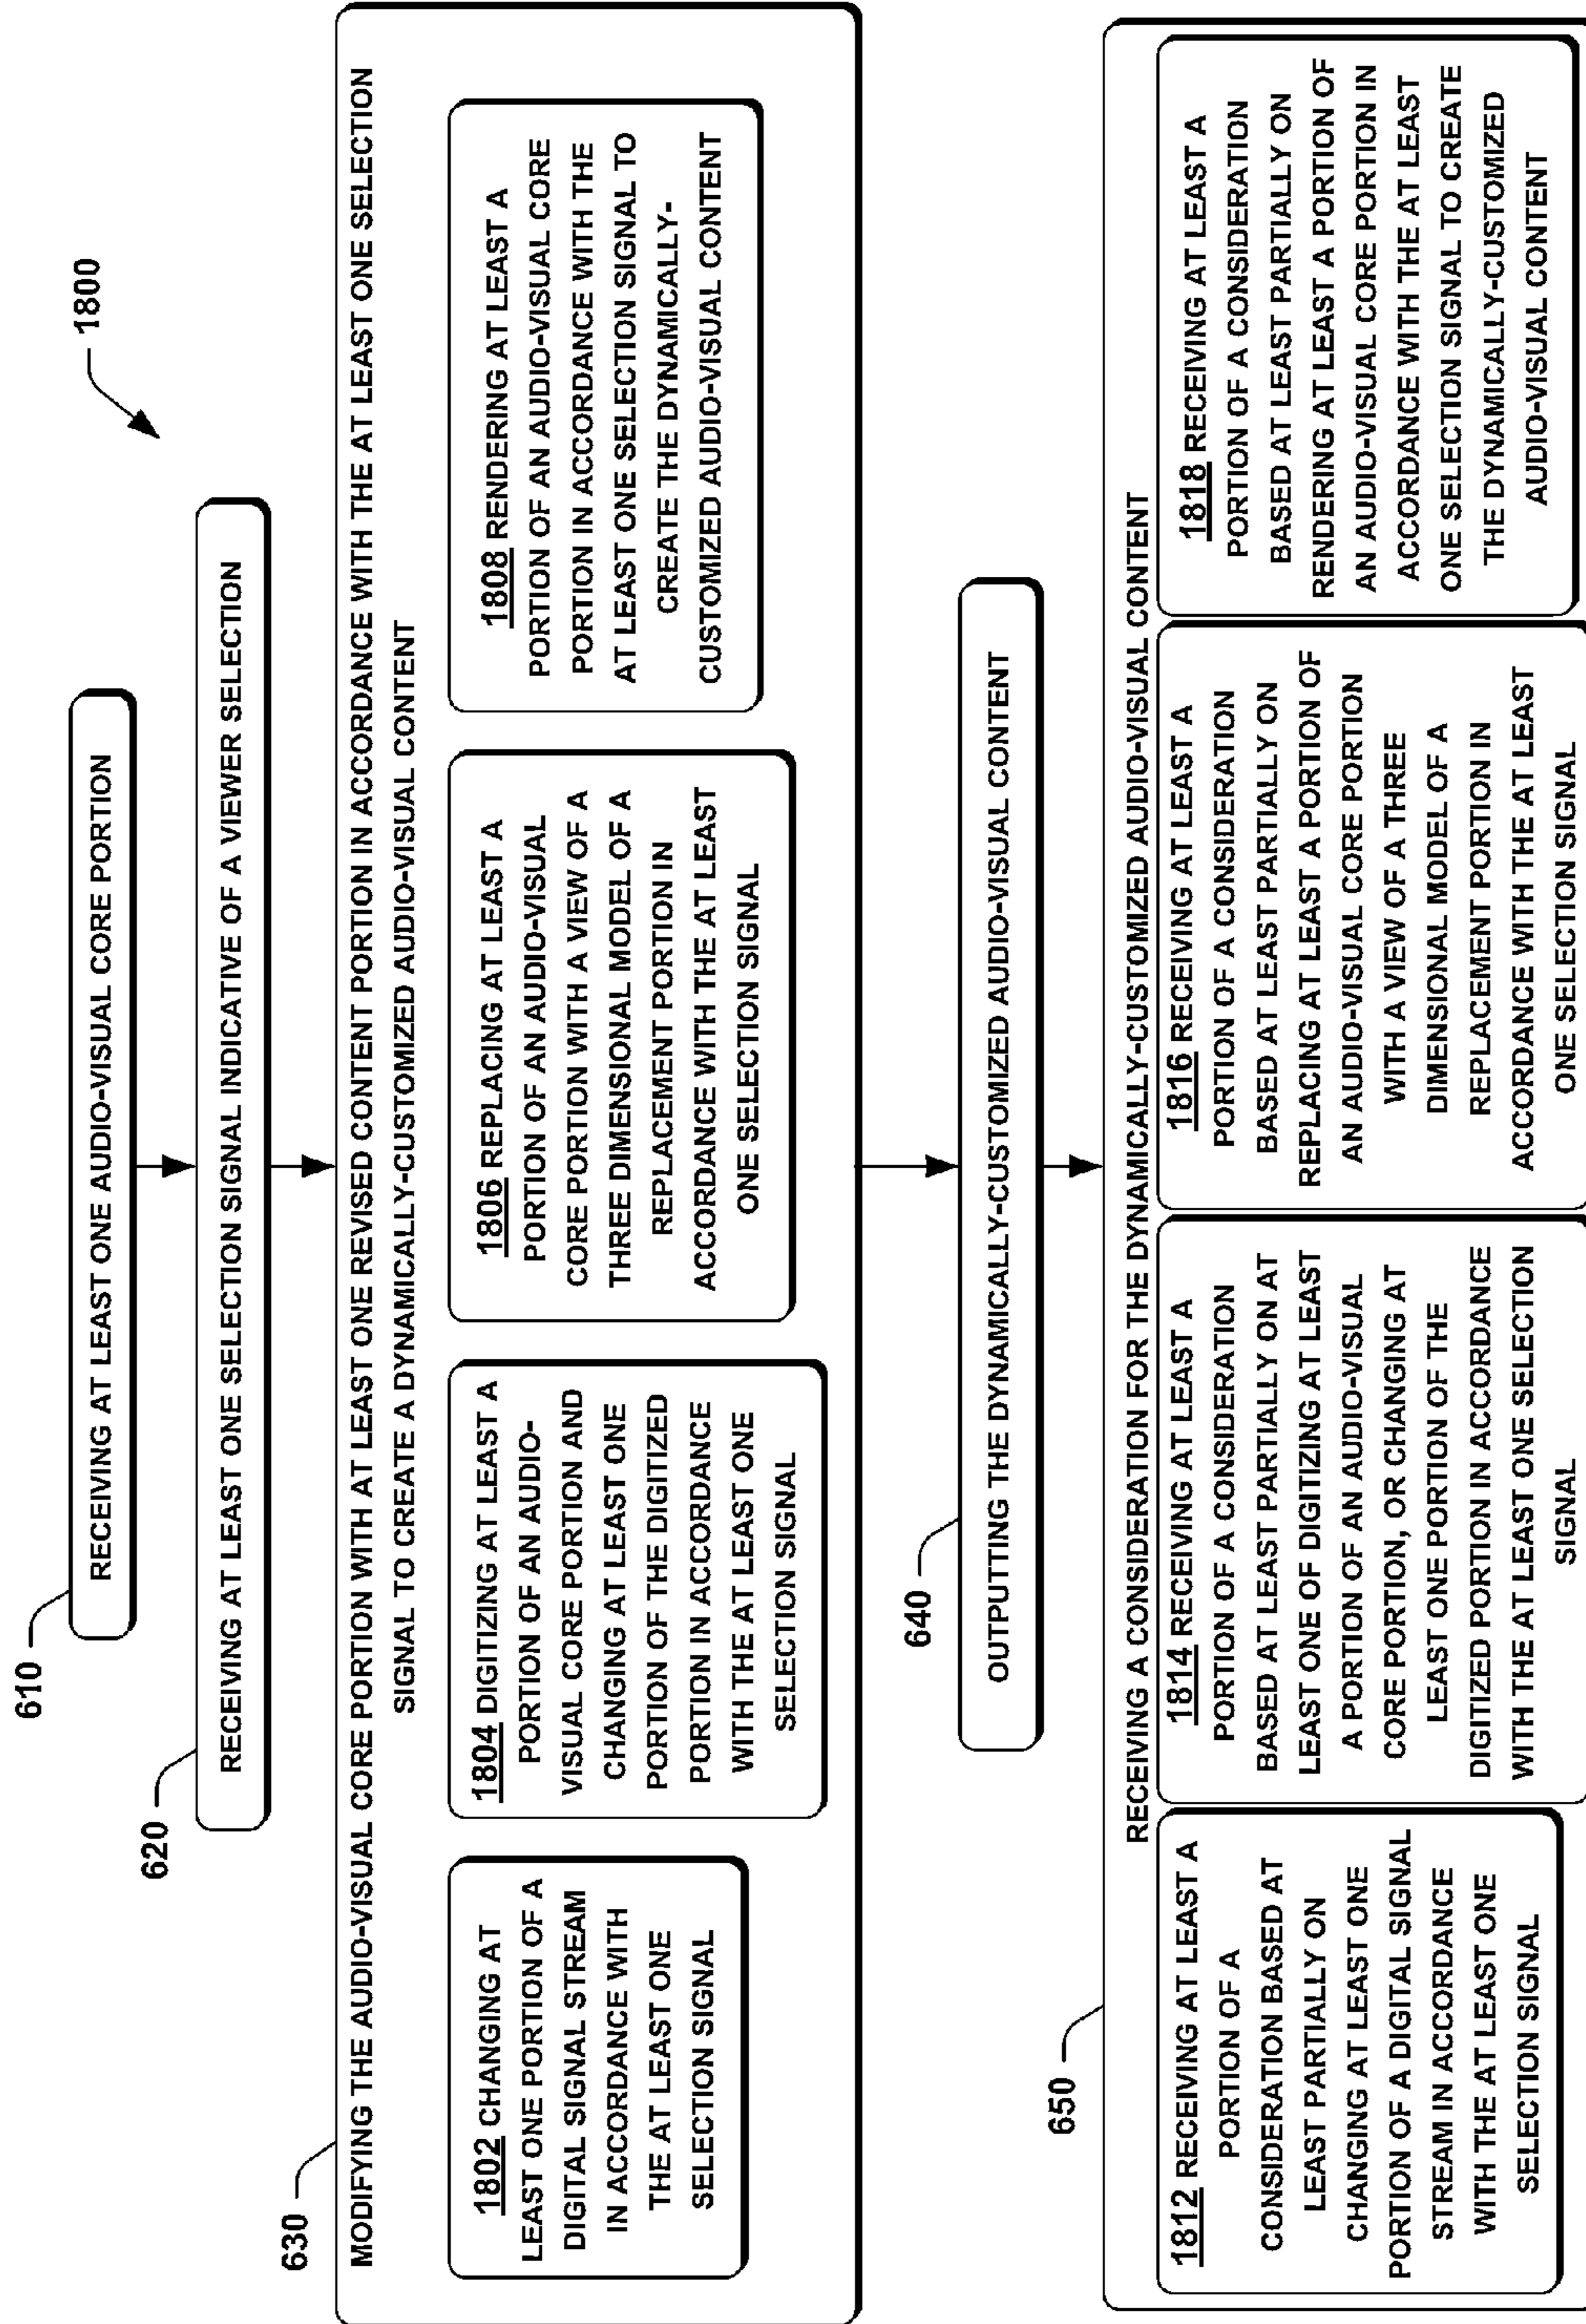 1800
610
RECEIVING AT LEAST ONE AUDIO-VISUAL CORE PORTION
620
RECEIVING AT LEAST ONE SELECTION SIGNAL INDICATIVE OF A VIEWER SELECTION
630
MODIFYING THE AUDIO-VISUAL CORE PORTION WITH AT LEAST ONE REVISED CONTENT PORTION IN ACCORDANCE WITH THE AT LEAST ONE SELECTION
SIGNAL TO CREATE A DYNAMICALLY-CUSTOMIZED AUDIO-VISUAL CONTENT
1802 CHANGING AT
LEAST ONE PORTION OF A
DIGITAL SIGNAL STREAM
IN ACCORDANCE WITH
THE AT LEAST ONE
SELECTION SIGNAL
1804 DIGITIZING AT LEAST A
PORTION OF AN AUDIO-
VISUAL CORE PORTION AND
CHANGING AT LEAST ONE
PORTION OF THE DIGITIZED
PORTION IN ACCORDANCE
WITH THE AT LEAST ONE
SELECTION SIGNAL
1806 REPLACING AT LEAST A
PORTION OF AN AUDIO-VISUAL
CORE PORTION WITH A VIEW OF A
THREE DIMENSIONAL MODEL OF A
REPLACEMENT PORTION IN
ACCORDANCE WITH THE AT LEAST
ONE SELECTION SIGNAL
1808 RENDERING AT LEAST A
PORTION OF AN AUDIO-VISUAL CORE
PORTION IN ACCORDANCE WITH THE
AT LEAST ONE SELECTION SIGNAL TO
CREATE THE DYNAMICALLY-
CUSTOMIZED AUDIO-VISUAL CONTENT
640
OUTPUTTING THE DYNAMICALLY-CUSTOMIZED AUDIO-VISUAL CONTENT
650
RECEIVING A CONSIDERATION FOR THE DYNAMICALLY-CUSTOMIZED AUDIO-VISUAL CONTENT
1812 RECEIVING AT LEAST A
PORTION OF A
CONSIDERATION BASED AT
LEAST PARTIALLY ON
CHANGING AT LEAST ONE
PORTION OF A DIGITAL SIGNAL
STREAM IN ACCORDANCE
WITH THE AT LEAST ONE
SELECTION SIGNAL
1814 RECEIVING AT LEAST A
PORTION OF A CONSIDERATION
BASED AT LEAST PARTIALLY ON AT
LEAST ONE OF DIGITIZING AT LEAST
A PORTION OF AN AUDIO-VISUAL
CORE PORTION, OR CHANGING AT
LEAST ONE PORTION OF THE
DIGITIZED PORTION IN ACCORDANCE
WITH THE AT LEAST ONE SELECTION
SIGNAL
1816 RECEIVING AT LEAST A
PORTION OF A CONSIDERATION
BASED AT LEAST PARTIALLY ON
REPLACING AT LEAST A PORTION OF
AN AUDIO-VISUAL CORE PORTION
WITH A VIEW OF A THREE
DIMENSIONAL MODEL OF A
REPLACEMENT PORTION IN
ACCORDANCE WITH THE AT LEAST
ONE SELECTION SIGNAL
1818 RECEIVING AT LEAST A
PORTION OF A CONSIDERATION
BASED AT LEAST PARTIALLY ON
RENDERING AT LEAST A PORTION OF
AN AUDIO-VISUAL CORE PORTION IN
ACCORDANCE WITH THE AT LEAST
ONE SELECTION SIGNAL TO CREATE
THE DYNAMICALLY-CUSTOMIZED
AUDIO-VISUAL CONTENT